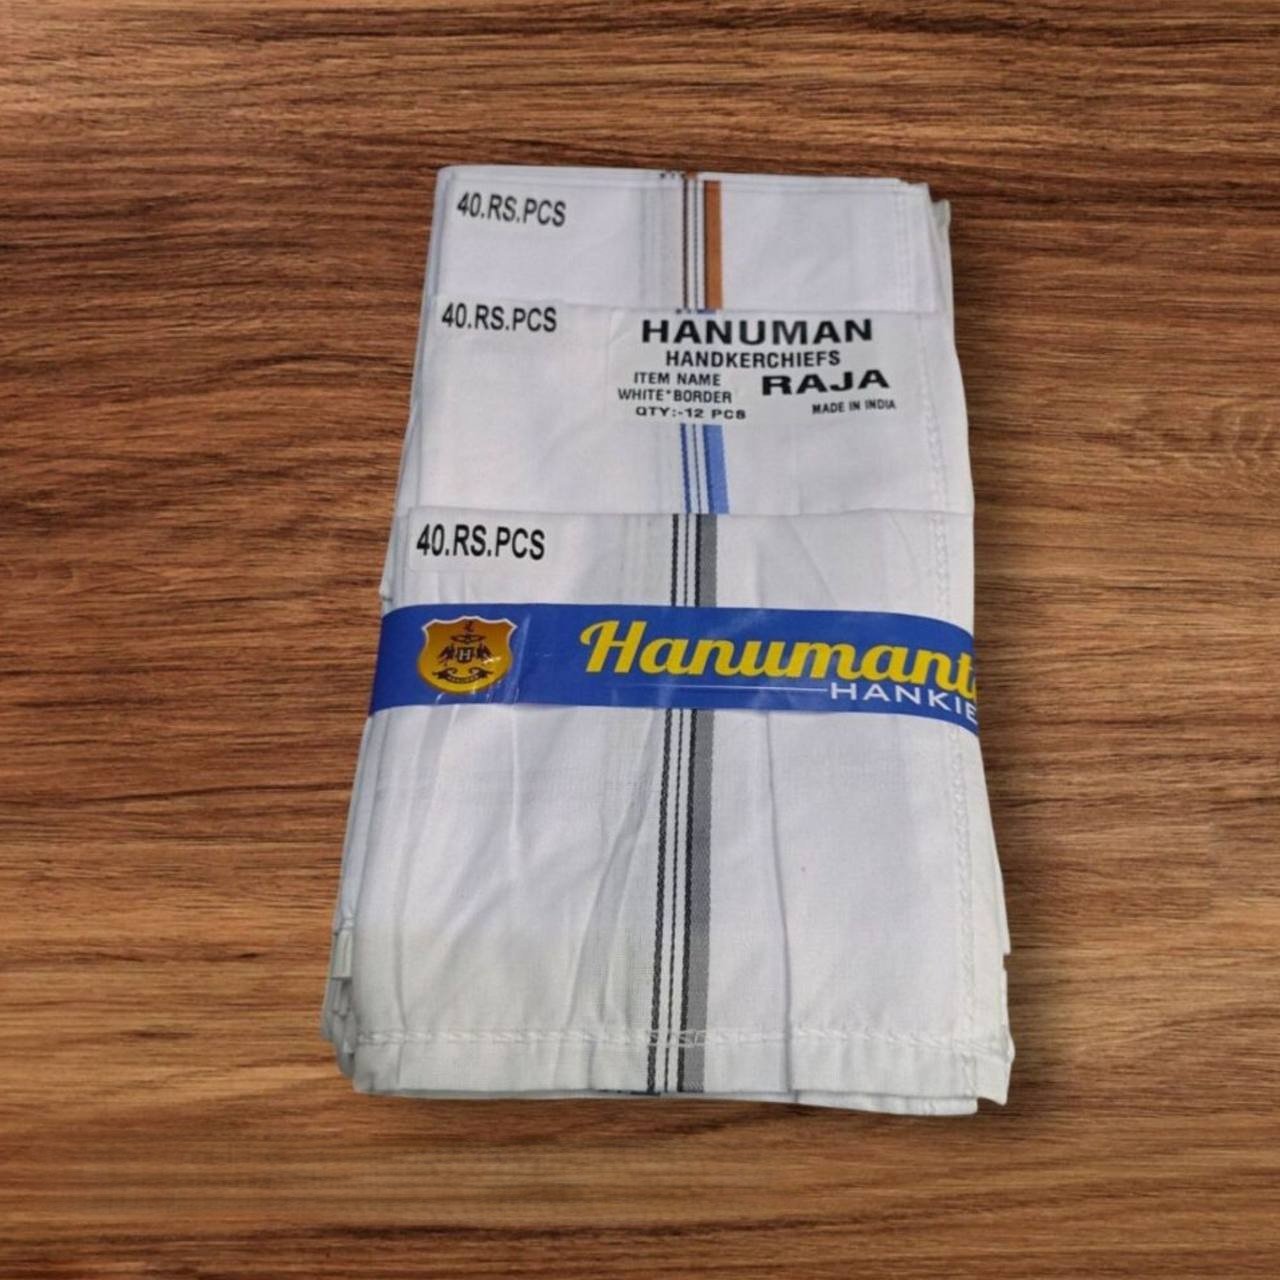 40.RS.PCS
40.RS.PCS
HANUMAN
HANDKERCHIEFS
ITEM NAME RAJA
WHITE*BORDER
QTY:-12 PCS MADE IN INDIA
40.RS.PCS
H
Hanumant
HANKIE